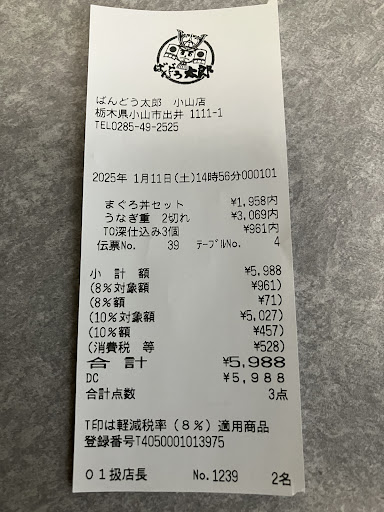 ばんどう太郎
ばんどう太郎 小山店
栃木県小山市出井 1111-1
TEL0285-49-2525
2025年 1月11日(土)14時56分000101
まぐろ丼セット ¥1,958内
うなぎ重 2切れ ¥3,069内
TC深仕込み3個 ¥961内
伝票No. 39 テーブルNo. 4
小 計 額 ¥5,988
(8%対象額 ¥961)
(8%額 ¥71)
(10%対象額 ¥5,027)
(10%額 ¥457)
(消費税 等 ¥528)
合 計 ¥5,988
DC ¥5,988
合計点数 3点
T印は軽減税率(8%)適用商品
登録番号T4050001013975
01扱店長 No.1239 2名